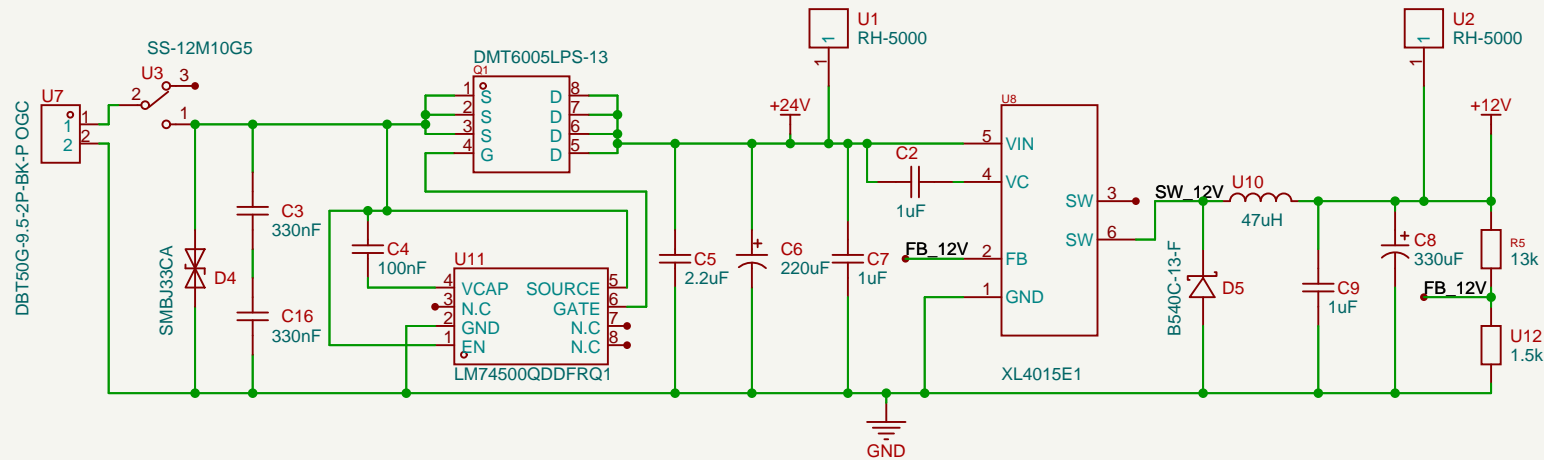 DBT50G-9.5-2P-BK-P OGC
U7
1
1
2
2
SS-12M10G5
U3
3
2
1
SMBJ33CA
D4
C3
330nF
C16
330nF
C4
100nF
DMT6005LPS-13
Q1
1
S
D
8
2
S
D
7
3
S
D
6
4
G
D
5
U11
4
VCAP
SOURCE
5
3
N.C
GATE
6
2
GND
N.C
7
1
EN
N.C
8
LM74500QDDFRQ1
C5
2.2uF
C6
220uF
+
+24V
U1
RH-5000
1
1
C7
1uF
C2
1uF
FB_12V
U8
5
VIN
4
VC
SW
3
SW
6
2
FB
1
GND
XL4015E1
GND
SW_12V
B540C-13-F
D5
U10
47uH
C9
1uF
U2
RH-5000
1
1
+
C8
330uF
+12V
R5
13k
FB_12V
U12
1.5k